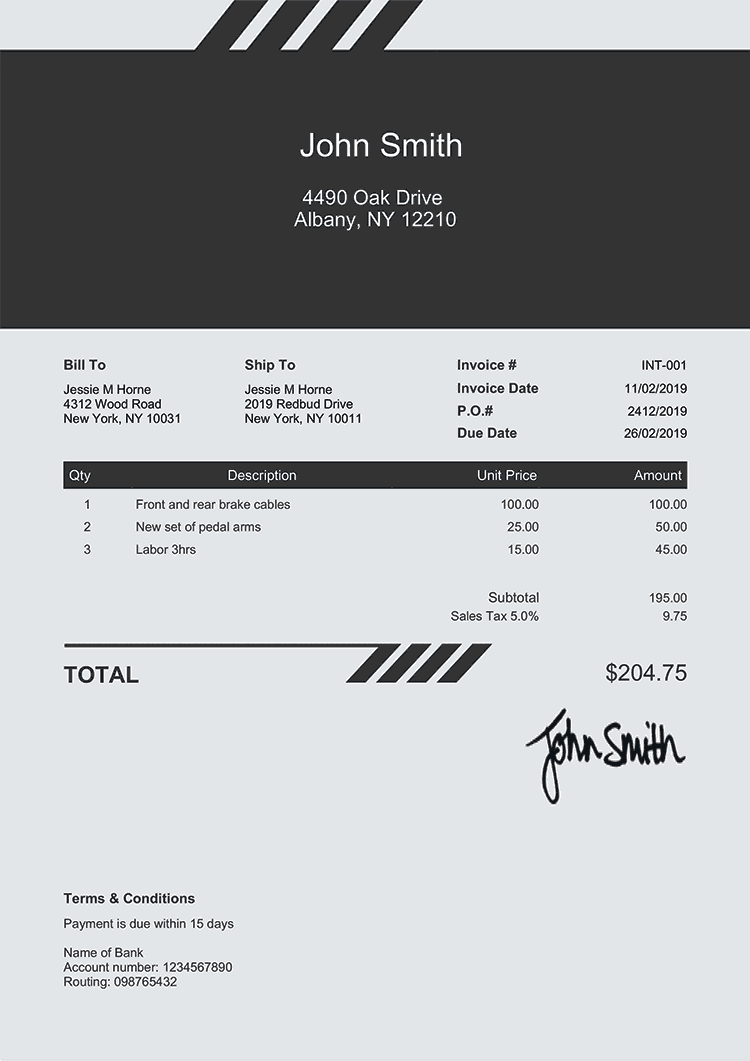 John Smith
4490 Oak Drive
Albany, NY 12210
Bill To
Jessie M Horne
4312 Wood Road
New York, NY 10031
Ship To
Jessie M Horne
2019 Redbud Drive
New York, NY 10011
Invoice # INT-001
Invoice Date 11/02/2019
P.O.# 2412/2019
Due Date 26/02/2019
Qty Description Unit Price Amount
1 Front and rear brake cables 100.00 100.00
2 New set of pedal arms 25.00 50.00
3 Labor 3hrs 15.00 45.00
Subtotal 195.00
Sales Tax 5.0% 9.75
TOTAL $204.75
John Smith
Terms & Conditions
Payment is due within 15 days
Name of Bank
Account number: 1234567890
Routing: 098765432